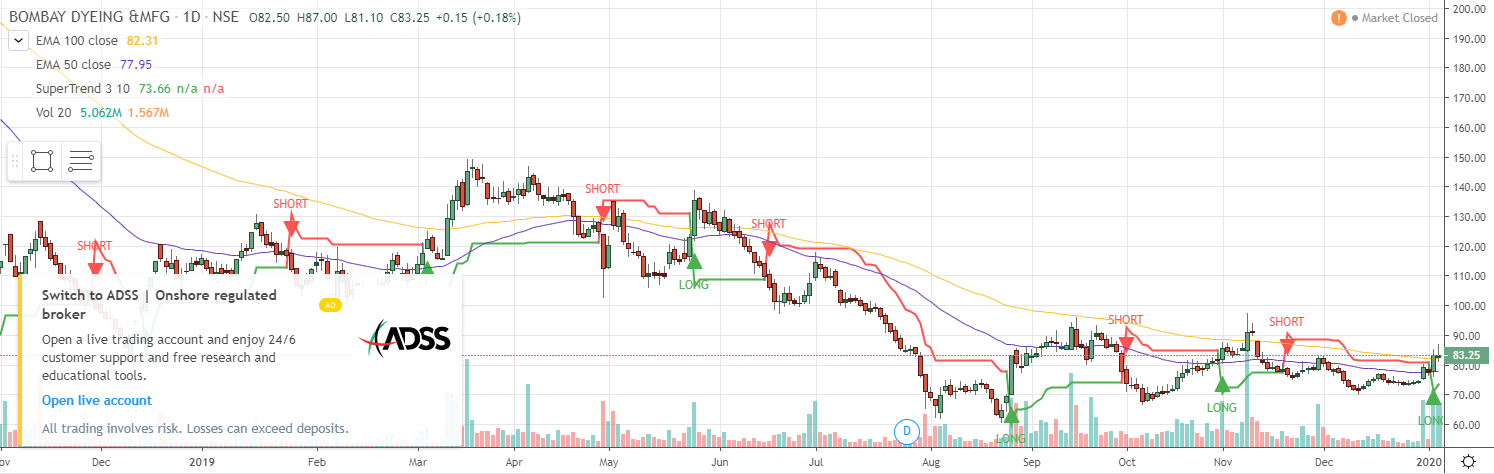 BOMBAY DYEING &MFG · 1D · NSE O82.50 H87.00 L81.10 C83.25 +0.15 (+0.18%)
! Market Closed
EMA 100 close 82.31
EMA 50 close 77.95
SuperTrend 3 10 73.66 n/a n/a
Vol 20 5.062M 1.567M
200.00
190.00
180.00
170.00
160.00
150.00
140.00
130.00
120.00
110.00
100.00
90.00
83.25
80.00
70.00
60.00
SHORT
SHORT
SHORT
SHORT
SHORT
SHORT
LONG
LONG
LONG
LONG
Switch to ADSS | Onshore regulated
broker
AD
ADSS
Open a live trading account and enjoy 24/6
customer support and free research and
educational tools.
Open live account
All trading involves risk. Losses can exceed deposits.
D
ov Dec 2019 Feb Mar Apr May Jun Jul Aug Sep Oct Nov Dec 2020